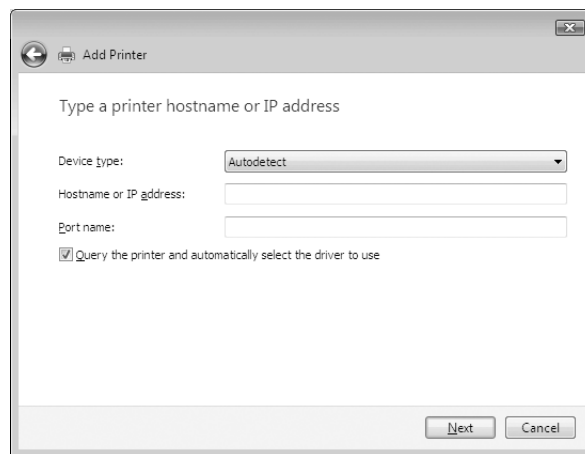 Add Printer
Type a printer hostname or IP address
Device type: Autodetect
Hostname or IP address:
Port name:
Query the printer and automatically select the driver to use
Next Cancel